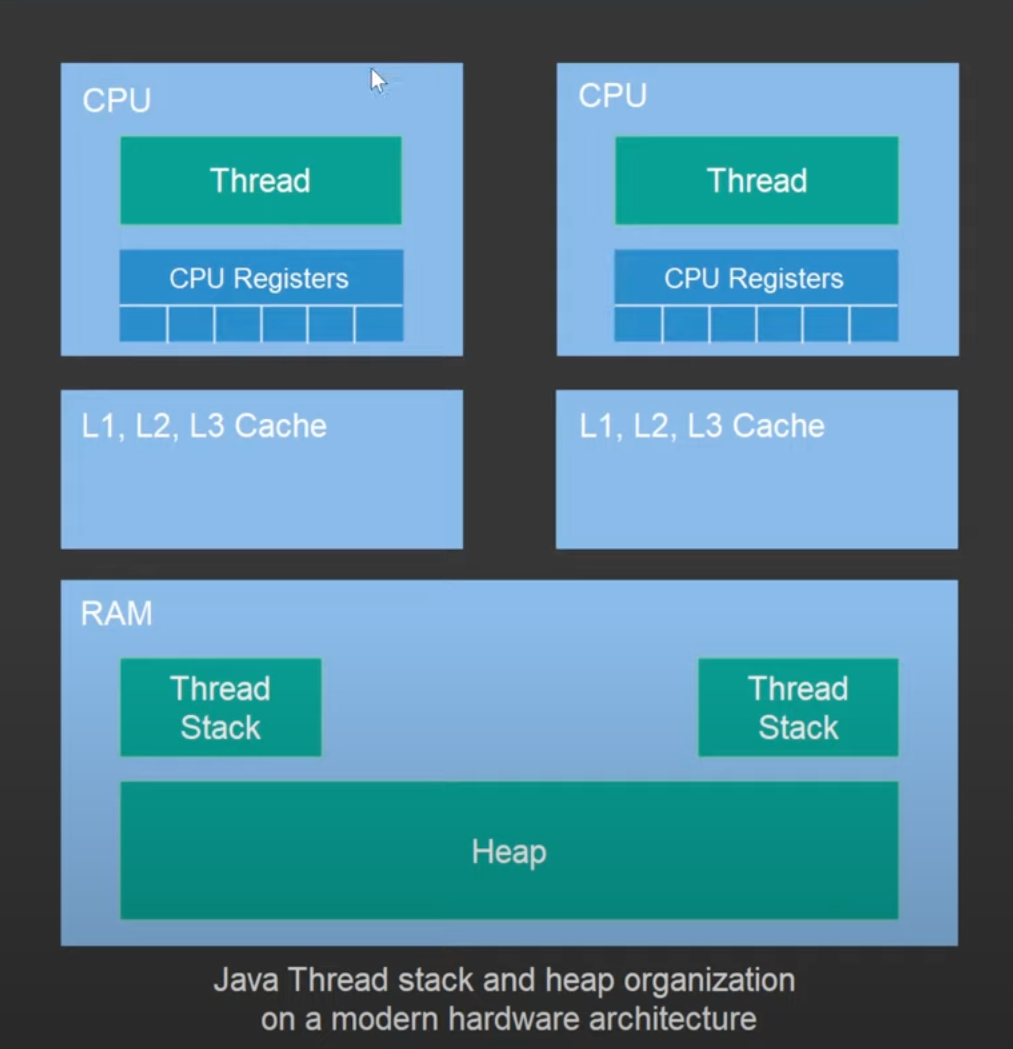 CPU
CPU
Thread
Thread
CPU Registers
CPU Registers
L1, L2, L3 Cache
L1, L2, L3 Cache
RAM
Thread
Stack
Thread
Stack
Heap
Java Thread stack and heap organization
on a modern hardware architecture